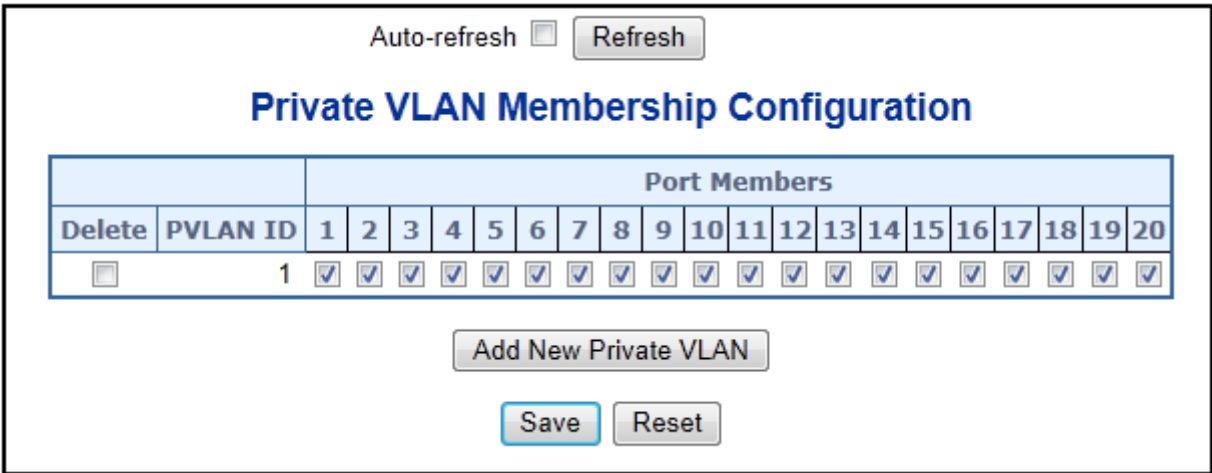 Auto-refresh Refresh
Private VLAN Membership Configuration
Port Members
Delete PVLAN ID 1 2 3 4 5 6 7 8 9 10 11 12 13 14 15 16 17 18 19 20
1
Add New Private VLAN
Save Reset